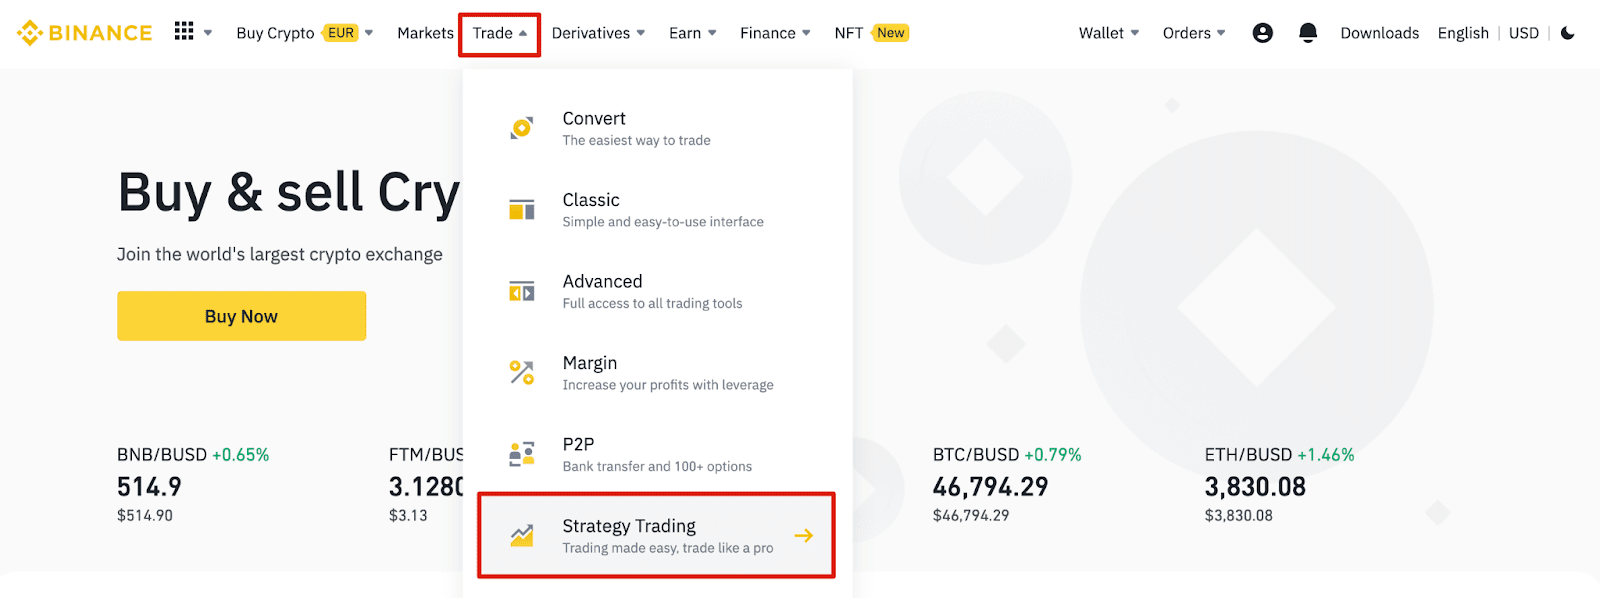 BINANCE
Buy Crypto EUR
Markets
Trade
Derivatives
Earn
Finance
NFT New
Wallet
Orders
Downloads
English
USD
Convert
The easiest way to trade
Classic
Simple and easy-to-use interface
Advanced
Full access to all trading tools
Margin
Increase your profits with leverage
P2P
Bank transfer and 100+ options
Strategy Trading
Trading made easy, trade like a pro
Buy & sell Cry
Join the world's largest crypto exchange
Buy Now
BNB/BUSD +0.65%
514.9
$514.90
FTM/BUS
3.1280
$3.13
BTC/BUSD +0.79%
46,794.29
$46,794.29
ETH/BUSD +1.46%
3,830.08
$3,830.08